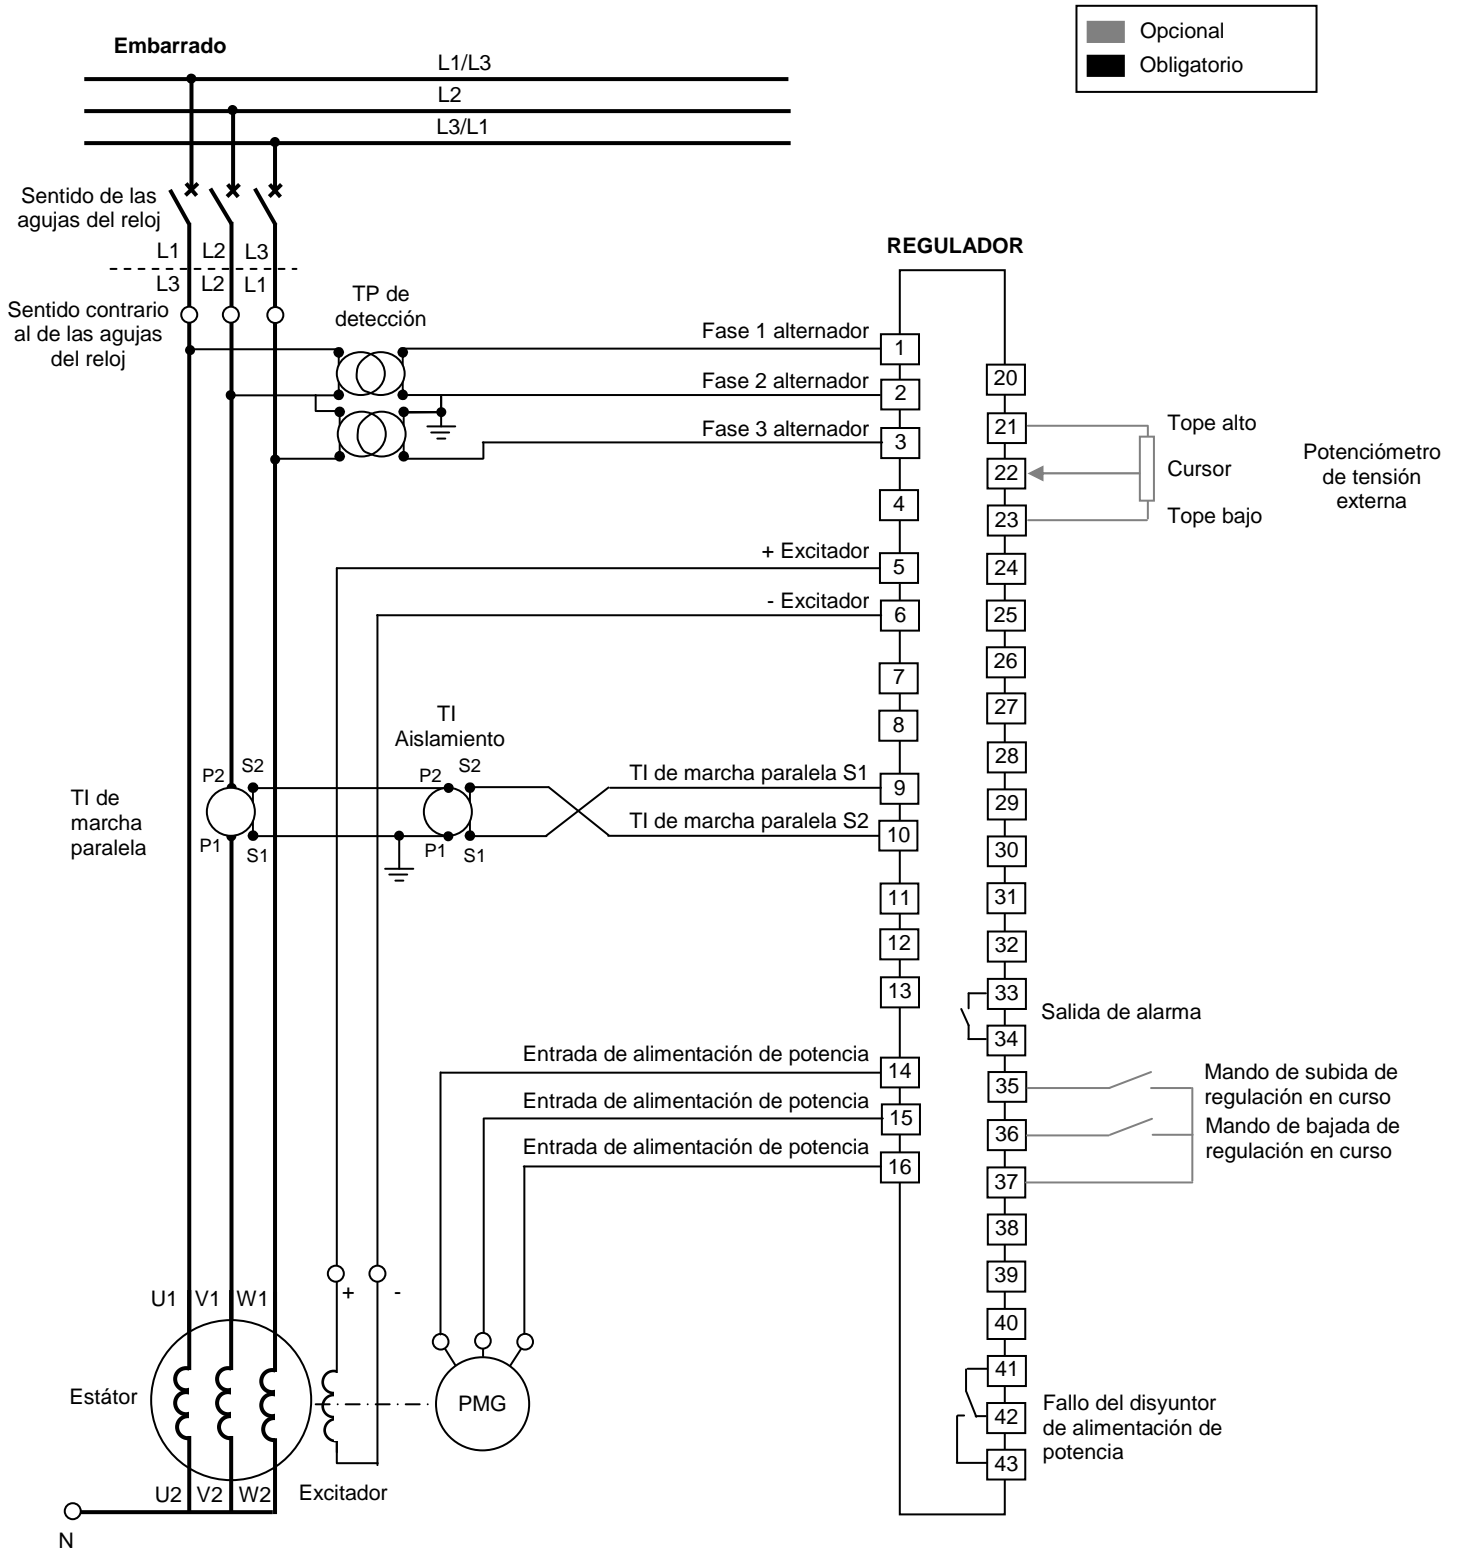 Opcional
Obligatorio
Embarrado
L1/L3
L2
L3/L1
Sentido de las
agujas del reloj
L1 L2 L3
L3 L2 L1
Sentido contrario
al de las agujas
del reloj
TP de
detección
REGULADOR
Fase 1 alternador
1
Fase 2 alternador
2
Fase 3 alternador
3
4
+ Excitador
5
- Excitador
6
7
8
TI de
marcha
paralela
P2
S2
P1
S1
TI
Aislamiento
P2
S2
P1
S1
TI de marcha paralela S1
9
TI de marcha paralela S2
10
11
12
13
Entrada de alimentación de potencia
14
Entrada de alimentación de potencia
15
Entrada de alimentación de potencia
16
20
21
Tope alto
22
Cursor
23
Tope bajo
Potenciómetro
de tensión
externa
24
25
26
27
28
29
30
31
32
33
Salida de alarma
34
35
Mando de subida de
regulación en curso
36
Mando de bajada de
regulación en curso
37
38
39
40
41
42
43
Fallo del disyuntor
de alimentación de
potencia
+ -
U1 V1 W1
Estátor
PMG
U2 V2 W2
Excitador
N